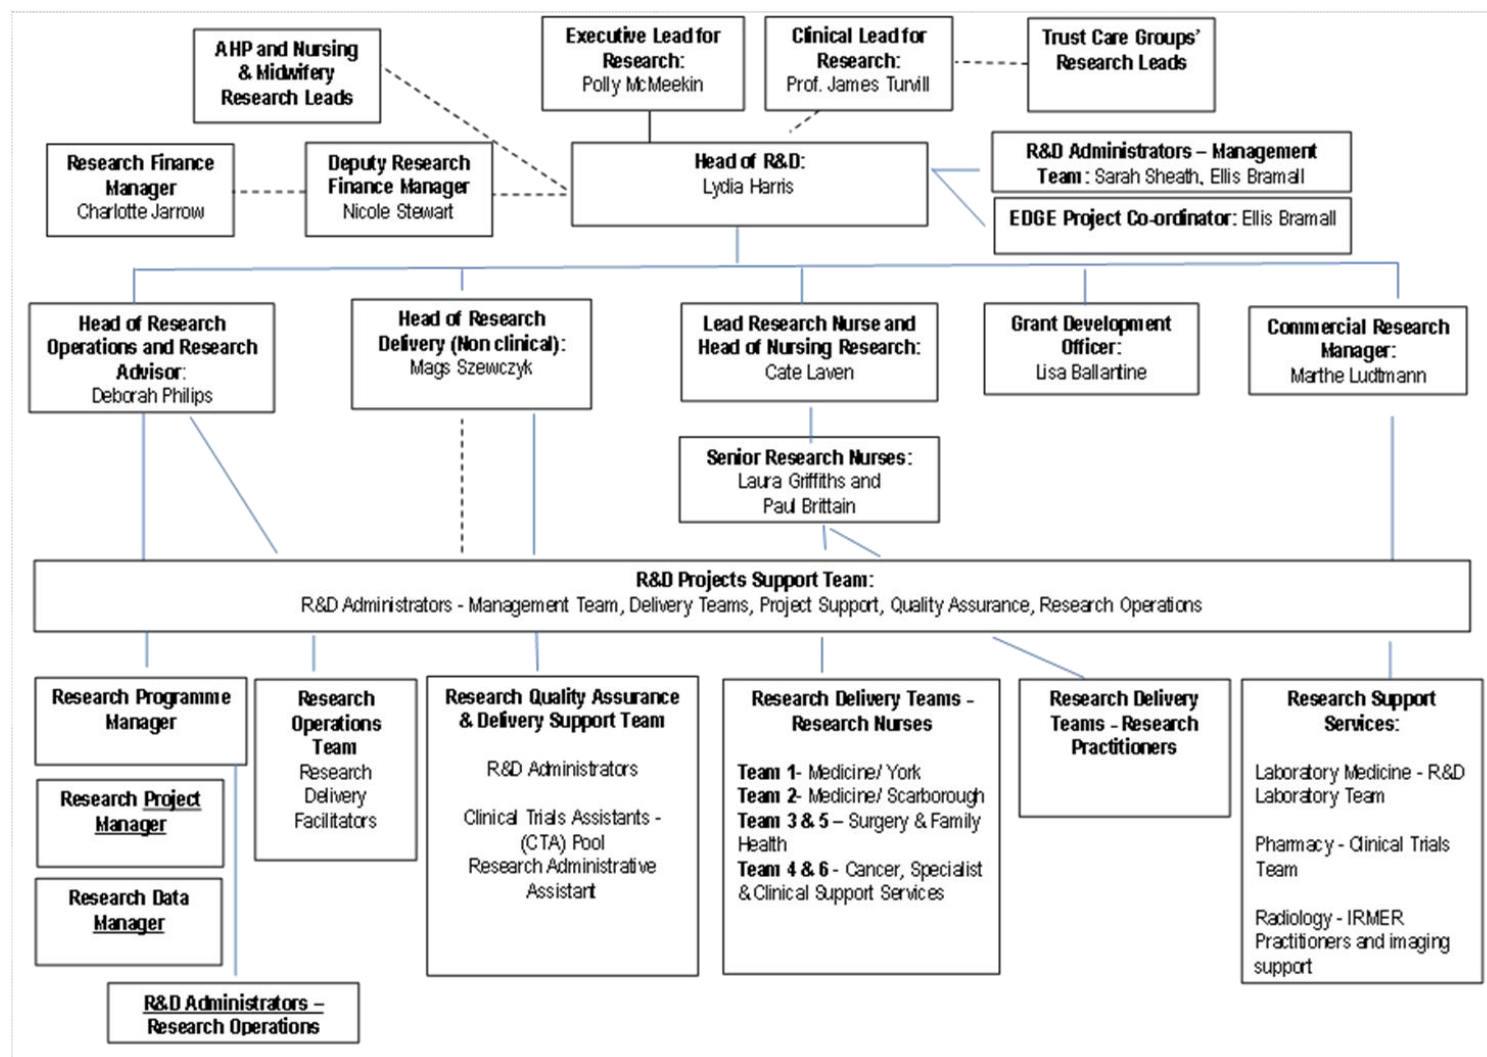 AHP and Nursing
& Midwifery
Research Leads
Executive Lead for
Research:
Polly McMeekin
Clinical Lead for
Research:
Prof. James Turvill
Trust Care Groups’
Research Leads
Research Finance
Manager
Charlotte Jarrow
Deputy Research
Finance Manager
Nicole Stewart
Head of R&D:
Lydia Harris
R&D Administrators – Management
Team: Sarah Sheath, Ellis Bramall
EDGE Project Co-ordinator: Ellis Bramall
Head of Research
Operations and Research
Advisor:
Deborah Philips
Head of Research
Delivery (Non clinical):
Mags Szewczyk
Lead Research Nurse and
Head of Nursing Research:
Cate Laven
Grant Development
Officer:
Lisa Ballantine
Commercial Research
Manager:
Marthe Ludtmann
Senior Research Nurses:
Laura Griffiths and
Paul Brittain
R&D Projects Support Team:
R&D Administrators - Management Team, Delivery Teams, Project Support, Quality Assurance, Research Operations
Research Programme
Manager
Research Project
Manager
Research Data
Manager
R&D Administrators –
Research Operations
Research
Operations
Team
Research
Delivery
Facilitators
Research Quality Assurance
& Delivery Support Team
R&D Administrators
Clinical Trials Assistants -
(CTA) Pool
Research Administrative
Assistant
Research Delivery Teams -
Research Nurses
Team 1- Medicine/ York
Team 2- Medicine/ Scarborough
Team 3 & 5 – Surgery & Family
Health
Team 4 & 6 - Cancer, Specialist
& Clinical Support Services
Research Delivery
Teams - Research
Practitioners
Research Support
Services:
Laboratory Medicine - R&D
Laboratory Team
Pharmacy - Clinical Trials
Team
Radiology - IRMER
Practitioners and imaging
support